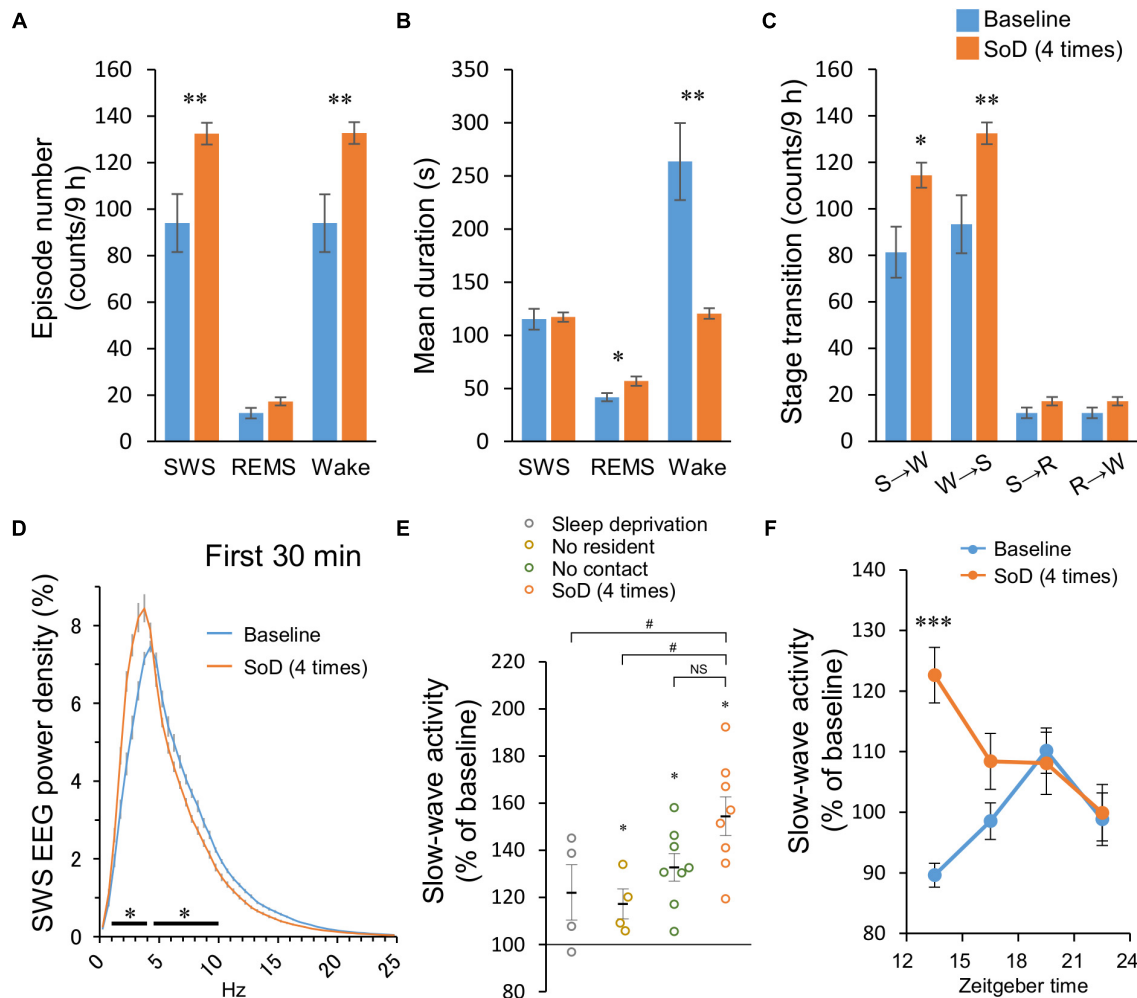 A
B
C
Baseline
SoD (4 times)
Episode number
(counts/9 h)
160
140
120
100
80
60
40
20
0
**
**
SWS
REMS
Wake
Mean duration (s)
350
300
250
200
150
100
50
0
*
**
SWS
REMS
Wake
Stage transition (counts/9 h)
160
140
120
100
80
60
40
20
0
*
**
S→W
W→S
S→R
R→W
D
First 30 min
SWS EEG power density (%)
8
6
4
2
0
Baseline
SoD (4 times)
*
*
0
5
10
15
20
25
Hz
E
Sleep deprivation
No resident
No contact
SoD (4 times)
Slow-wave activity
(% of baseline)
220
200
180
160
140
120
100
80
#
#
NS
*
*
*
F
Baseline
SoD (4 times)
Slow-wave activity
(% of baseline)
140
130
120
110
100
90
80
***
12
15
18
21
24
Zeitgeber time